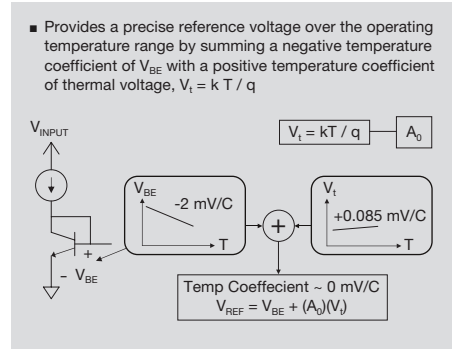 ■ Provides a precise reference voltage over the operating
temperature range by summing a negative temperature
coefficient of VBE with a positive temperature coefficient
of thermal voltage, Vt = k T / q
VINPUT
Vt = kT / q
A0
VBE
-2 mV/C
T
Vt
+0.085 mV/C
T
+
+
– VBE
Temp Coeffecient ~ 0 mV/C
VREF = VBE + (A0)(Vt)